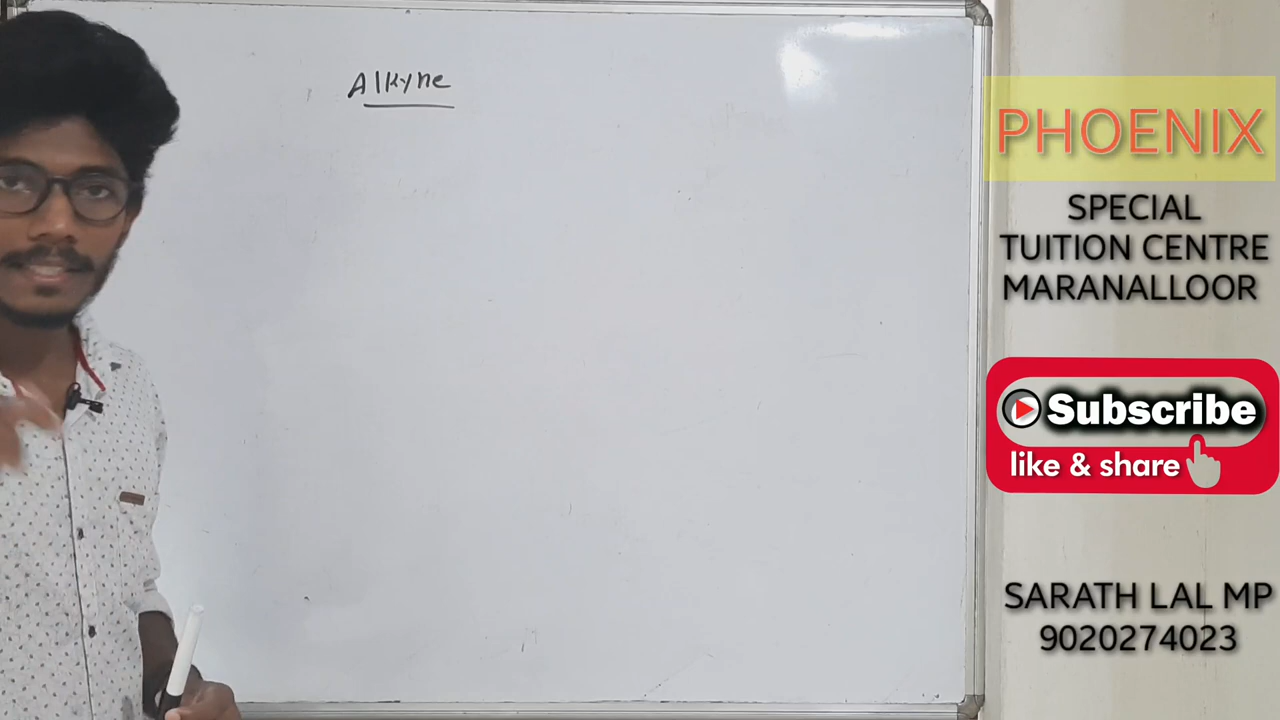 Alkyne
PHOENIX
SPECIAL
TUITION CENTRE
MARANALLOOR
Subscribe
like & share
SARATH LAL MP
9020274023